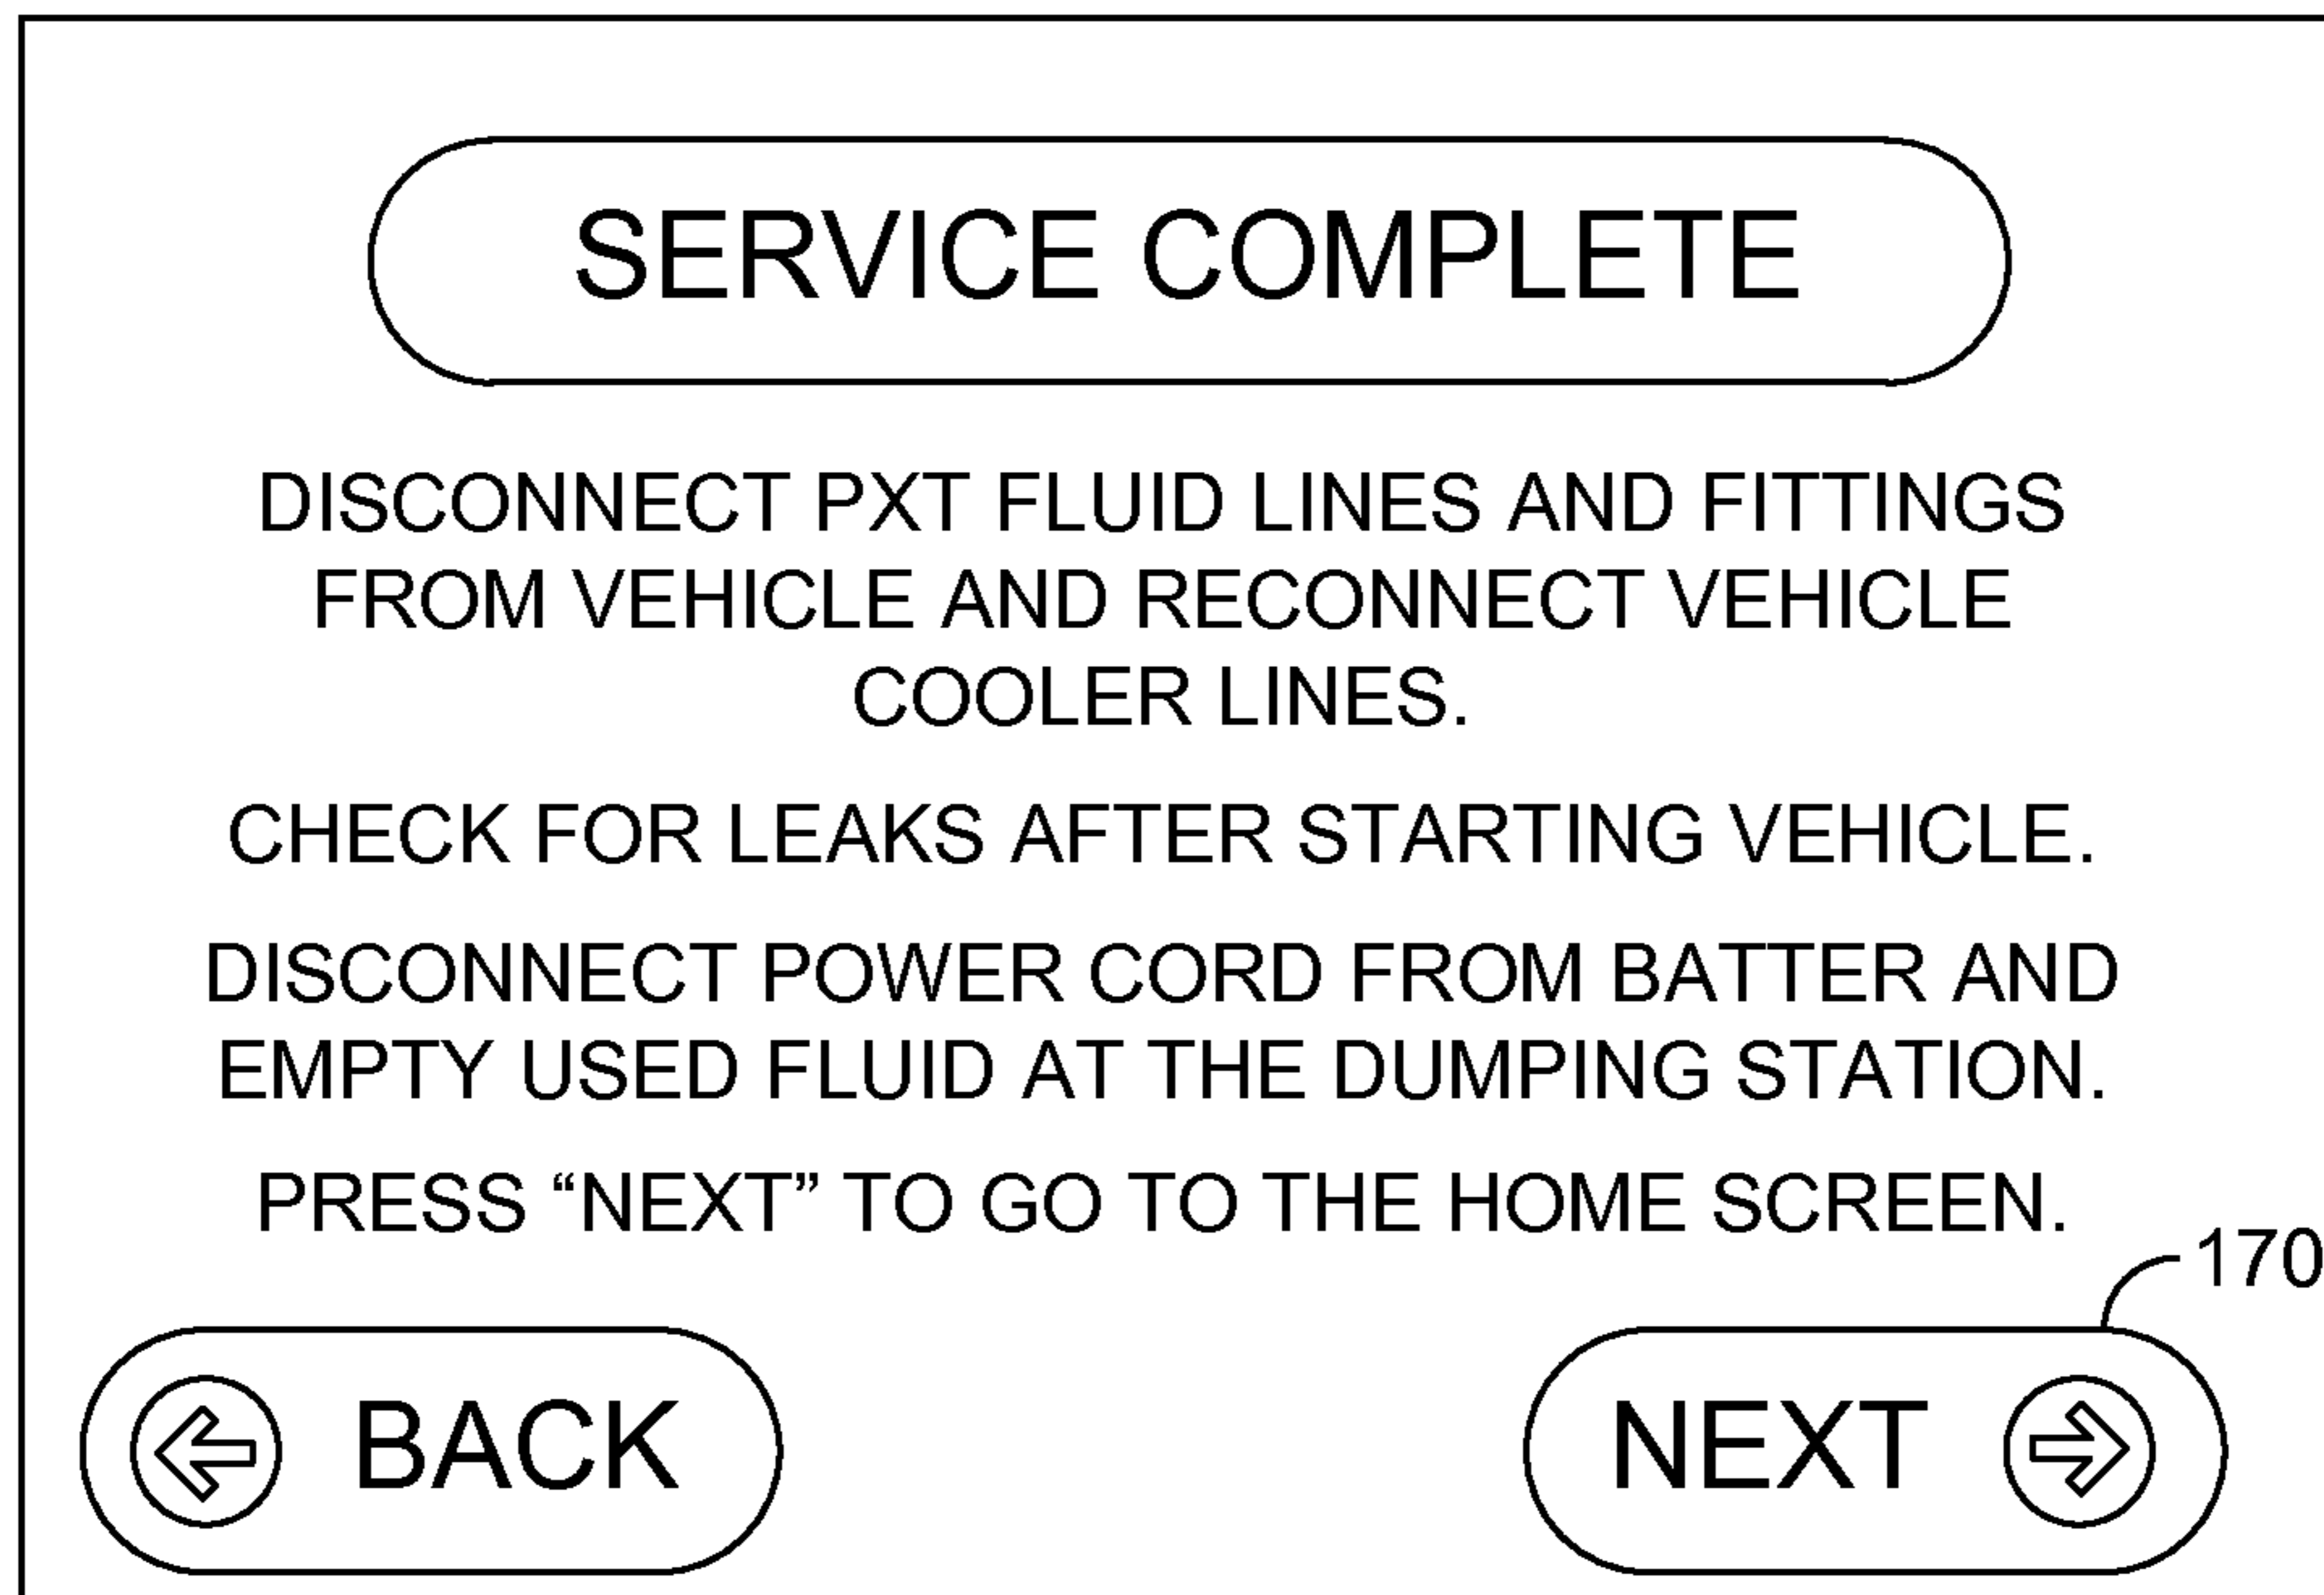 SERVICE COMPLETE
DISCONNECT PXT FLUID LINES AND FITTINGS
FROM VEHICLE AND RECONNECT VEHICLE
COOLER LINES.
CHECK FOR LEAKS AFTER STARTING VEHICLE.
DISCONNECT POWER CORD FROM BATTER AND
EMPTY USED FLUID AT THE DUMPING STATION.
PRESS “NEXT” TO GO TO THE HOME SCREEN.
170
BACK
NEXT